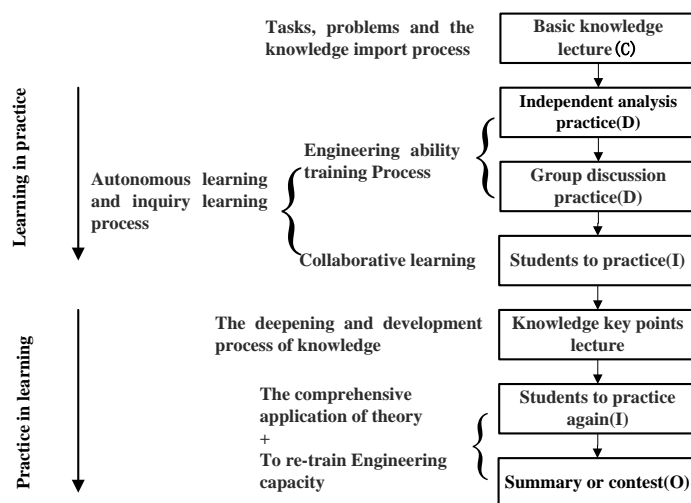 Tasks, problems and the
knowledge import process
Basic knowledge
lecture(C)
Learning in practice
Independent analysis
practice(D)
Engineering ability
training Process
Group discussion
practice(D)
Autonomous learning
and inquiry learning
process
Collaborative learning
Students to practice(I)
Practice in learning
The deepening and development
process of knowledge
Knowledge key points
lecture
The comprehensive
application of theory
+
To re-train Engineering
capacity
Students to practice
again(I)
Summary or contest(O)